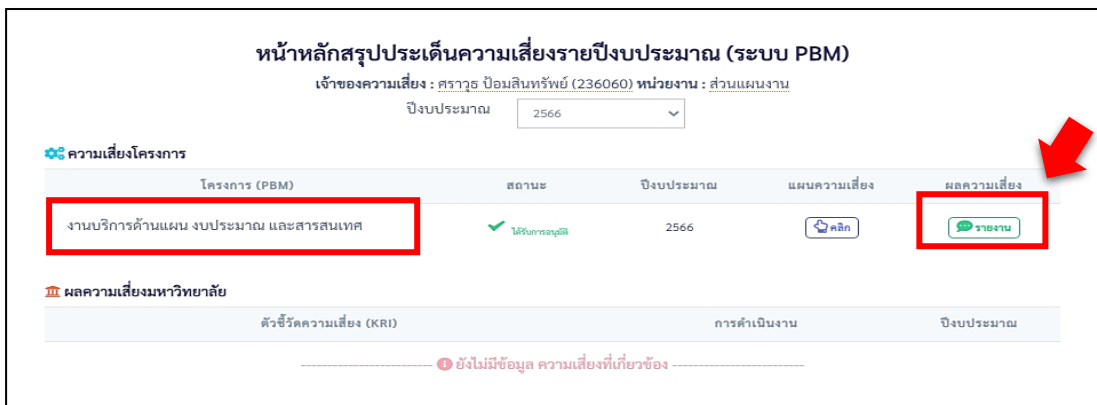 หน้าหลักสรุปประเด็นความเสี่ยงรายปีงบประมาณ (ระบบ PBM)
เจ้าของความเสี่ยง : ศราวุธ ป้อมสินทรัพย์ (236060) หน่วยงาน : ส่วนแผนงาน
ปีงบประมาณ 2566
ความเสี่ยงโครงการ
โครงการ (PBM) สถานะ ปีงบประมาณ แผนความเสี่ยง ผลความเสี่ยง
งานบริการด้านแผน งบประมาณ และสารสนเทศ ได้รับการอนุมัติ 2566 คลิก รายงาน
ผลความเสี่ยงมหาวิทยาลัย
ตัวชี้วัดความเสี่ยง (KRI) การดำเนินงาน ปีงบประมาณ
------------------------- ยังไม่มีข้อมูล ความเสี่ยงที่เกี่ยวข้อง -------------------------